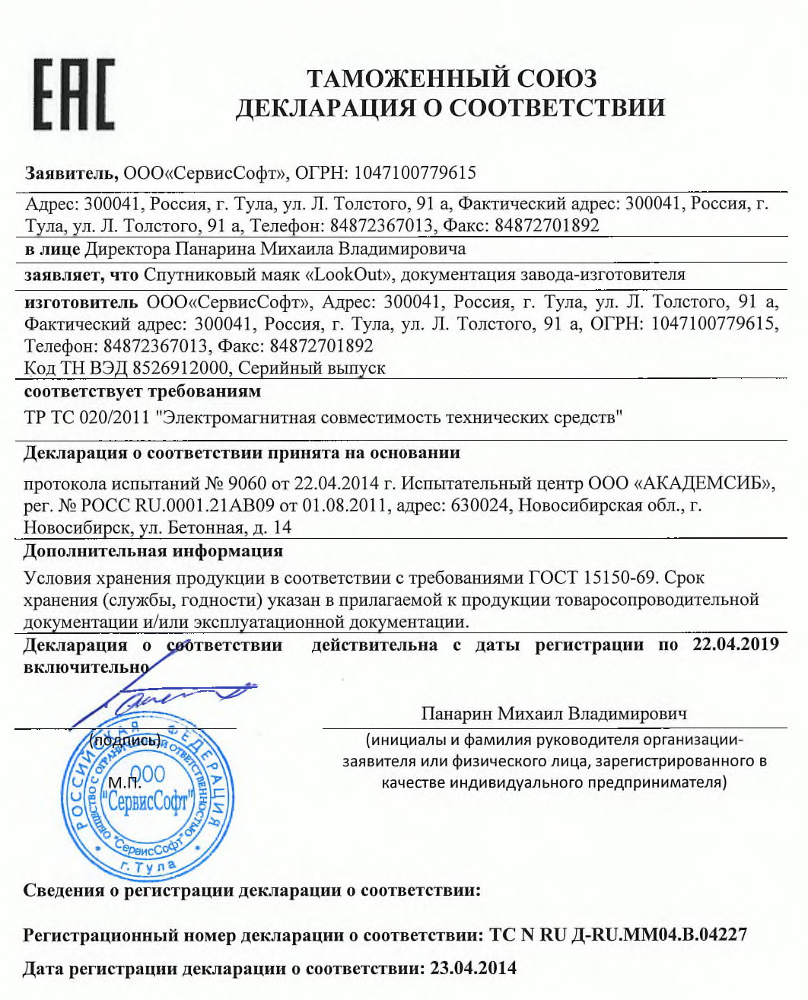 ЕАС
ТАМОЖЕННЫЙ СОЮЗ
ДЕКЛАРАЦИЯ О СООТВЕТСТВИИ
Заявитель, ООО«СервисСофт», ОГРН: 1047100779615
Адрес: 300041, Россия, г. Тула, ул. Л. Толстого, 91 а, Фактический адрес: 300041, Россия, г.
Тула, ул. Л. Толстого, 91 а, Телефон: 84872367013, Факс: 84872701892
в лице Директора Панарина Михаила Владимировича
заявляет, что Спутниковый маяк «LookOut», документация завода-изготовителя
изготовитель ООО«СервисСофт», Адрес: 300041, Россия, г. Тула, ул. Л. Толстого, 91 а,
Фактический адрес: 300041, Россия, г. Тула, ул. Л. Толстого, 91 а, ОГРН: 1047100779615,
Телефон: 84872367013, Факс: 84872701892
Код ТН ВЭД 8526912000, Серийный выпуск
соответствует требованиям
ТР ТС 020/2011 "Электромагнитная совместимость технических средств"
Декларация о соответствии принята на основании
протокола испытаний № 9060 от 22.04.2014 г. Испытательный центр ООО «АКАДЕМСИБ»,
рег. № РОСС RU.0001.21АВ09 от 01.08.2011, адрес: 630024, Новосибирская обл., г.
Новосибирск, ул. Бетонная, д. 14
Дополнительная информация
Условия хранения продукции в соответствии с требованиями ГОСТ 15150-69. Срок
хранения (службы, годности) указан в прилагаемой к продукции товаросопроводительной
документации и/или эксплуатационной документации.
Декларация о соответствии действительна с даты регистрации по 22.04.2019
включительно
Панарин Михаил Владимирович
(подпись)
(инициалы и фамилия руководителя организации-
заявителя или физического лица, зарегистрированного в
качестве индивидуального предпринимателя)
М.П.
РОССИЙСКАЯ ФЕДЕРАЦИЯ
ОБЩЕСТВО С ОГРАНИЧЕННОЙ ОТВЕТСТВЕННОСТЬЮ
ООО
"СервисСофт"
"СервисСофт"
г. Тула
Сведения о регистрации декларации о соответствии:
Регистрационный номер декларации о соответствии: ТС N RU Д-RU.ММ04.В.04227
Дата регистрации декларации о соответствии: 23.04.2014